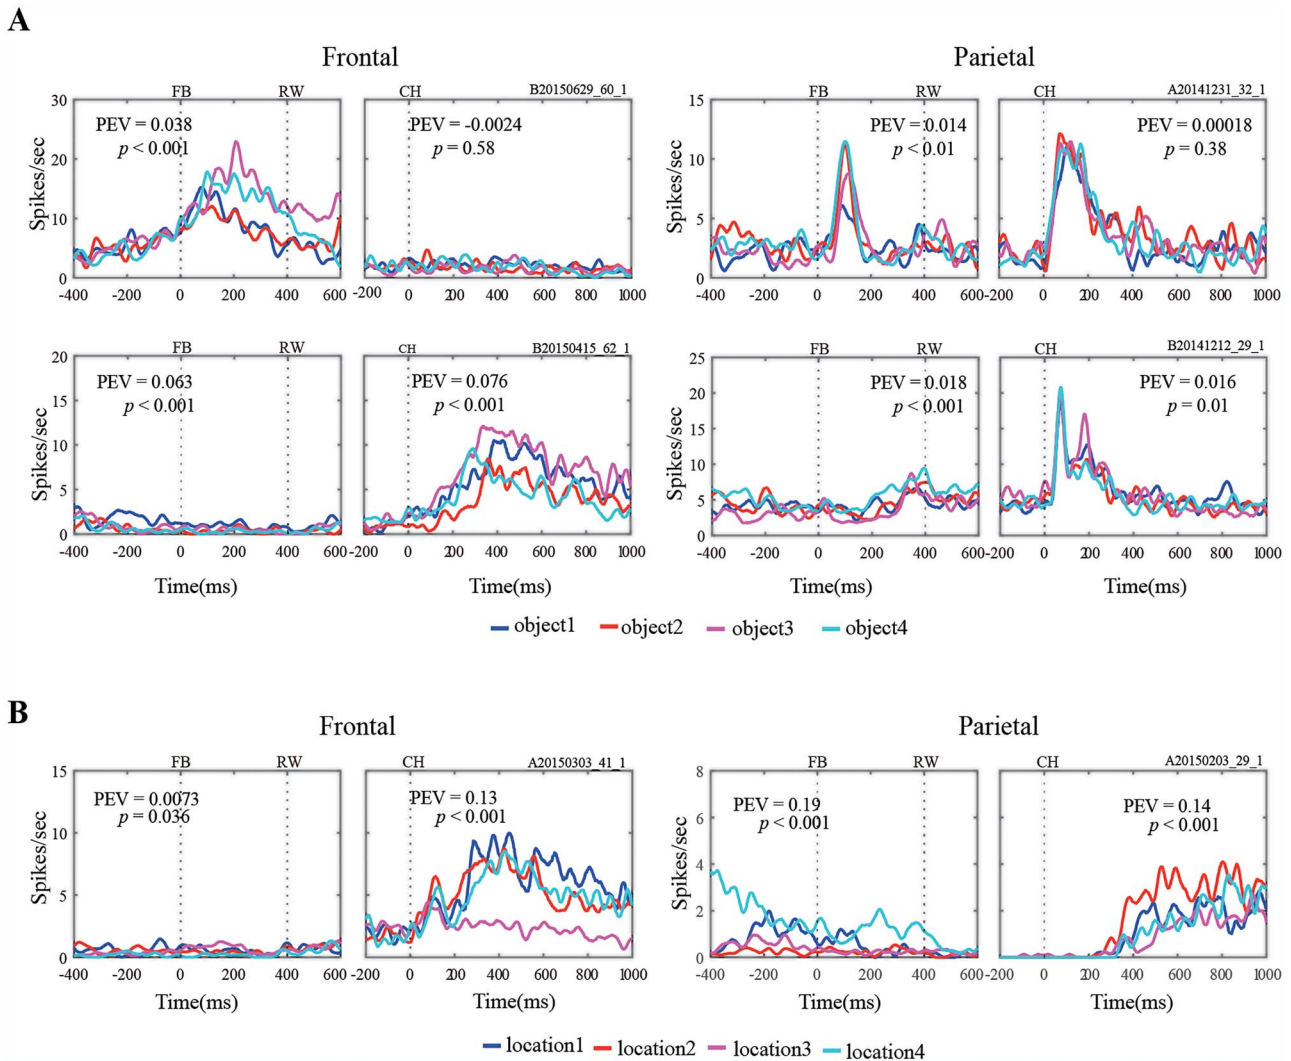 A
Frontal
Parietal
FB RW CH B20150629_60_1 FB RW CH A20141231_32_1
30 15
PEV = 0.038 PEV = -0.0024 PEV = 0.014 PEV = 0.00018
p < 0.001 p = 0.58 p < 0.01 p = 0.38
20 10
Spikes/sec Spikes/sec
10 5
0 0
-400 -200 0 200 400 600 -200 0 200 400 600 800 1000 -400 -200 0 200 400 600 -200 0 200 400 600 800 1000
FB RW CH B20150415_62_1 FB RW CH B20141212_29_1
20 25
PEV = 0.063 PEV = 0.076 PEV = 0.018 PEV = 0.016
p < 0.001 p < 0.001 p < 0.001 p = 0.01
15 20
Spikes/sec Spikes/sec
10 15
5 10
0 5
0
-400 -200 0 200 400 600 -200 0 200 400 600 800 1000 -400 -200 0 200 400 600 -200 0 200 400 600 800 1000
Time(ms) Time(ms) Time(ms) Time(ms)
object1 object2 object3 object4
B
Frontal
Parietal
FB RW CH A20150303_41_1 FB RW CH A20150203_29_1
15 8
PEV = 0.0073 PEV = 0.13 PEV = 0.19 PEV = 0.14
p = 0.036 p < 0.001 p < 0.001 p < 0.001
10 6
Spikes/sec Spikes/sec
5 4
0 2
0
-400 -200 0 200 400 600 -200 0 200 400 600 800 1000 -400 -200 0 200 400 600 -200 0 200 400 600 800 1000
Time(ms) Time(ms) Time(ms) Time(ms)
location1 location2 location3 location4